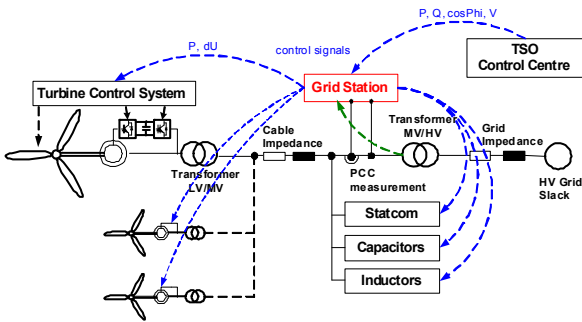 P, Q, cosPhi, V
P, dU
control signals
TSO
Control Centre
Turbine Control System
Grid Station
Transformer
MV/HV
Grid
Impedance
Cable
Impedance
Transformer
LV/MV
PCC
measurement
HV Grid
Slack
Statcom
Capacitors
Inductors